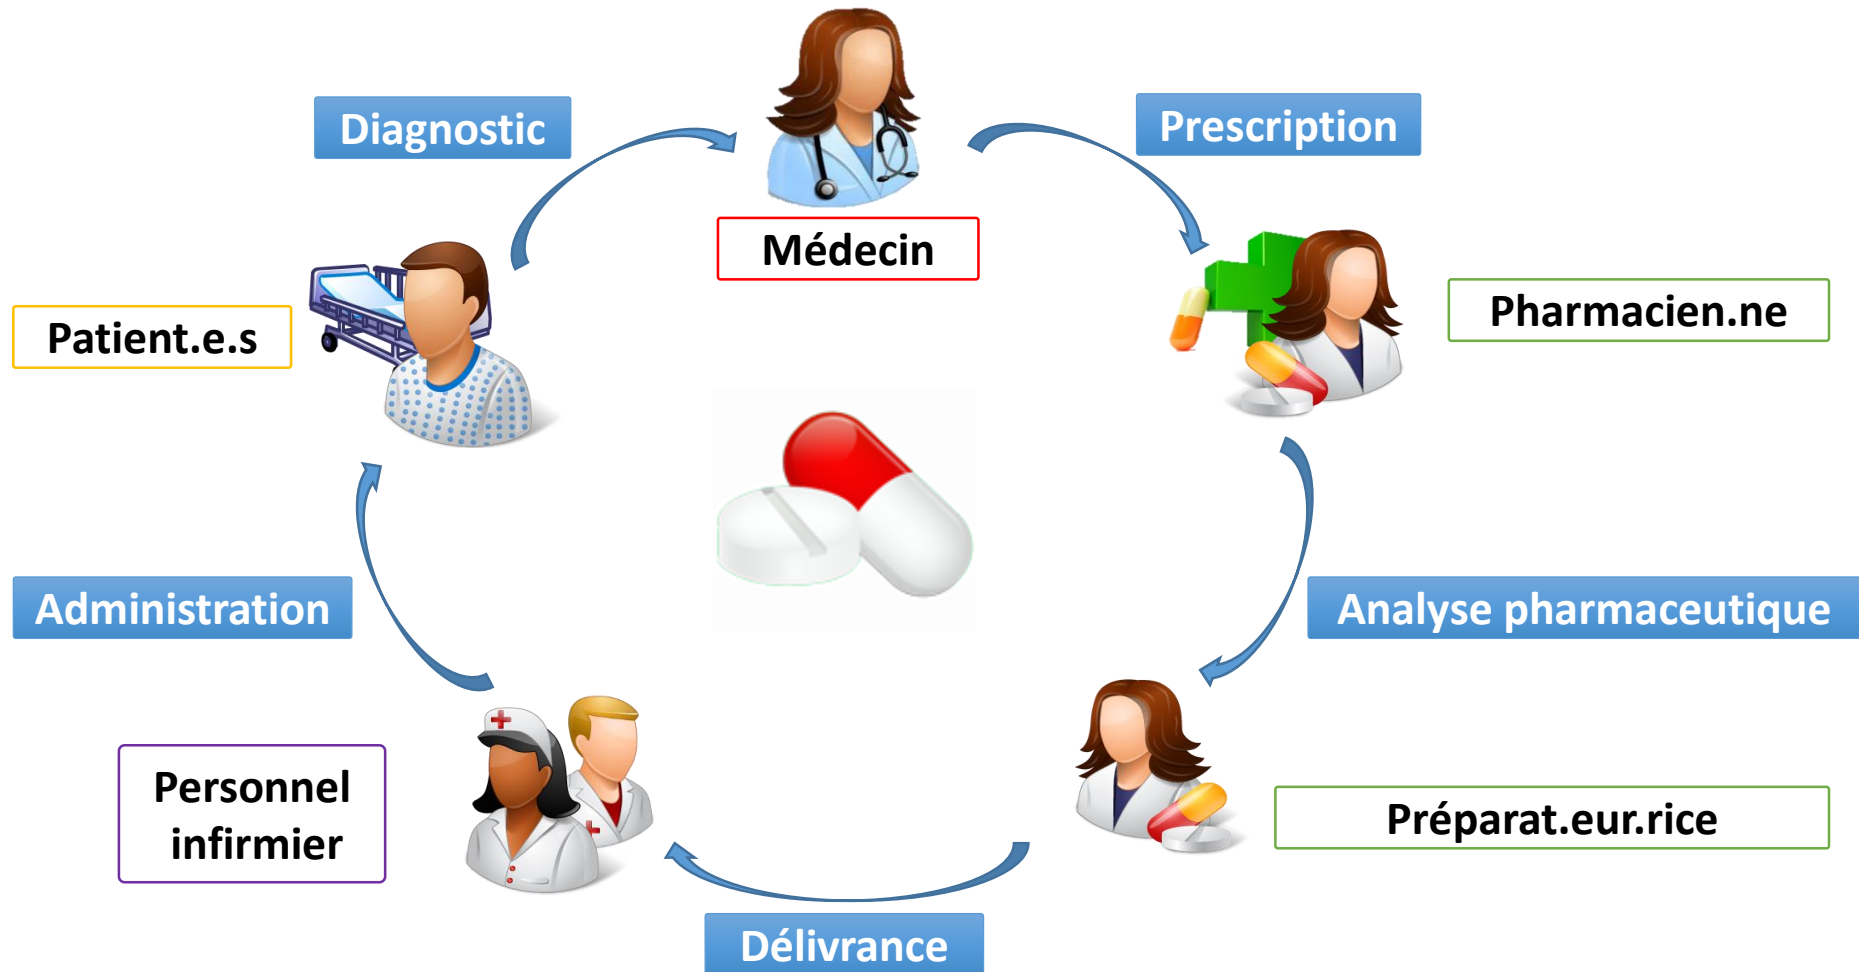 Diagnostic
Prescription
Médecin
Patient.e.s
Pharmacien.ne
Administration
Analyse pharmaceutique
Personnel
infirmier
Préparat.eur.rice
Délivrance